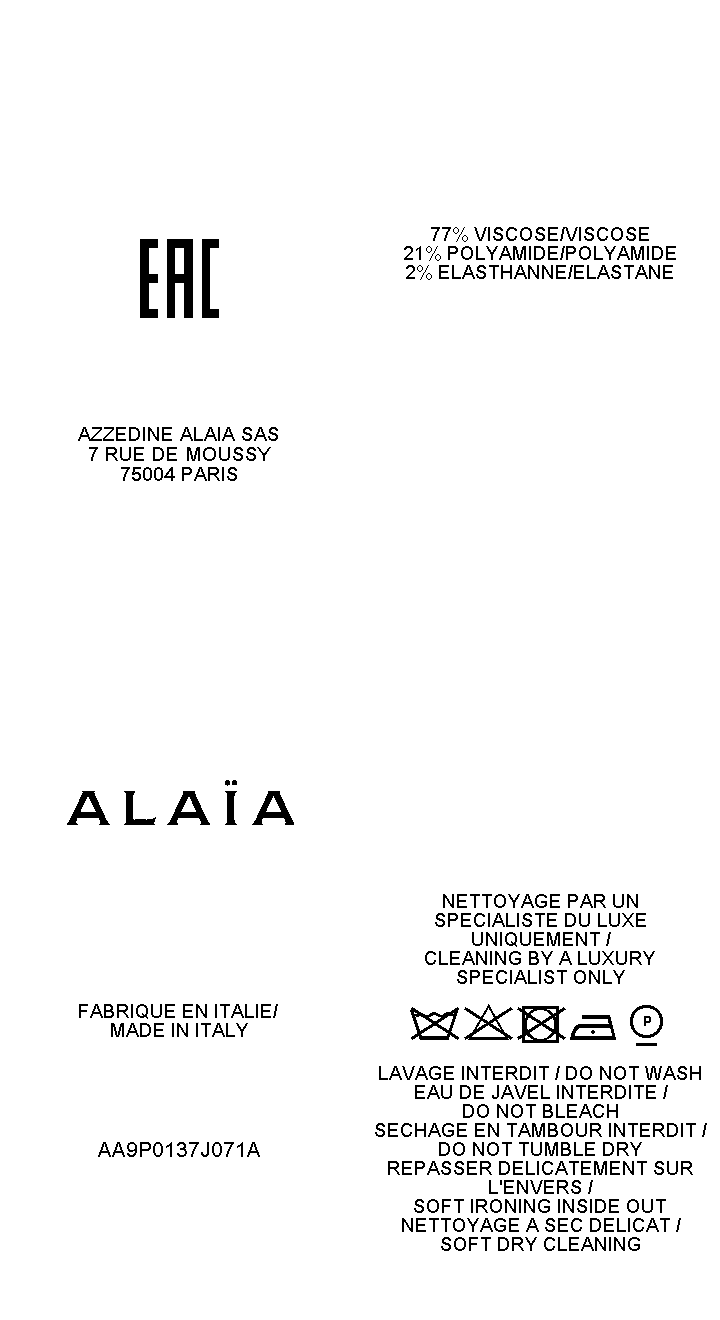 EAC
77% VISCOSE/VISCOSE
21% POLYAMIDE/POLYAMIDE
2% ELASTHANNE/ELASTANE
AZZEDINE ALAIA SAS
7 RUE DE MOUSSY
75004 PARIS
ALAÏA
FABRIQUE EN ITALIE/
MADE IN ITALY
AA9P0137J071A
NETTOYAGE PAR UN
SPECIALISTE DU LUXE
UNIQUEMENT /
CLEANING BY A LUXURY
SPECIALIST ONLY
P
LAVAGE INTERDIT / DO NOT WASH
EAU DE JAVEL INTERDITE /
DO NOT BLEACH
SECHAGE EN TAMBOUR INTERDIT /
DO NOT TUMBLE DRY
REPASSER DELICATEMENT SUR
L'ENVERS /
SOFT IRONING INSIDE OUT
NETTOYAGE A SEC DELICAT /
SOFT DRY CLEANING